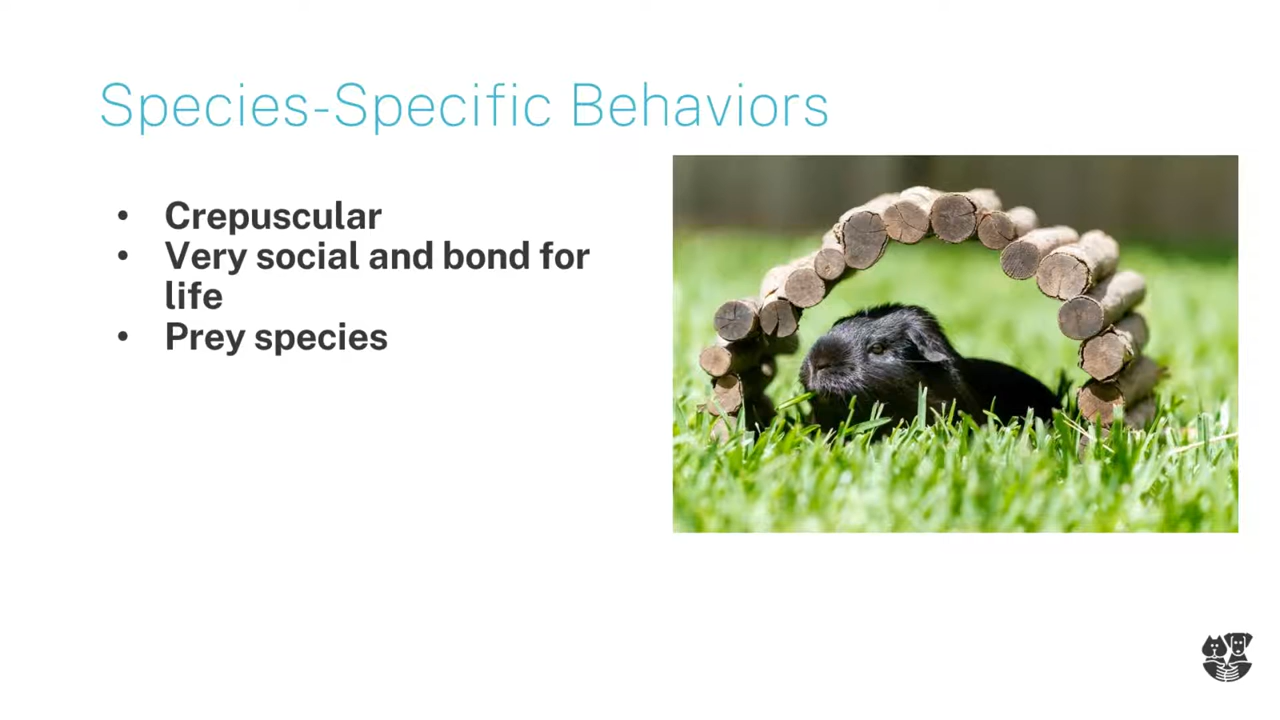 Species-Specific Behaviors
• Crepuscular
• Very social and bond for
life
• Prey species